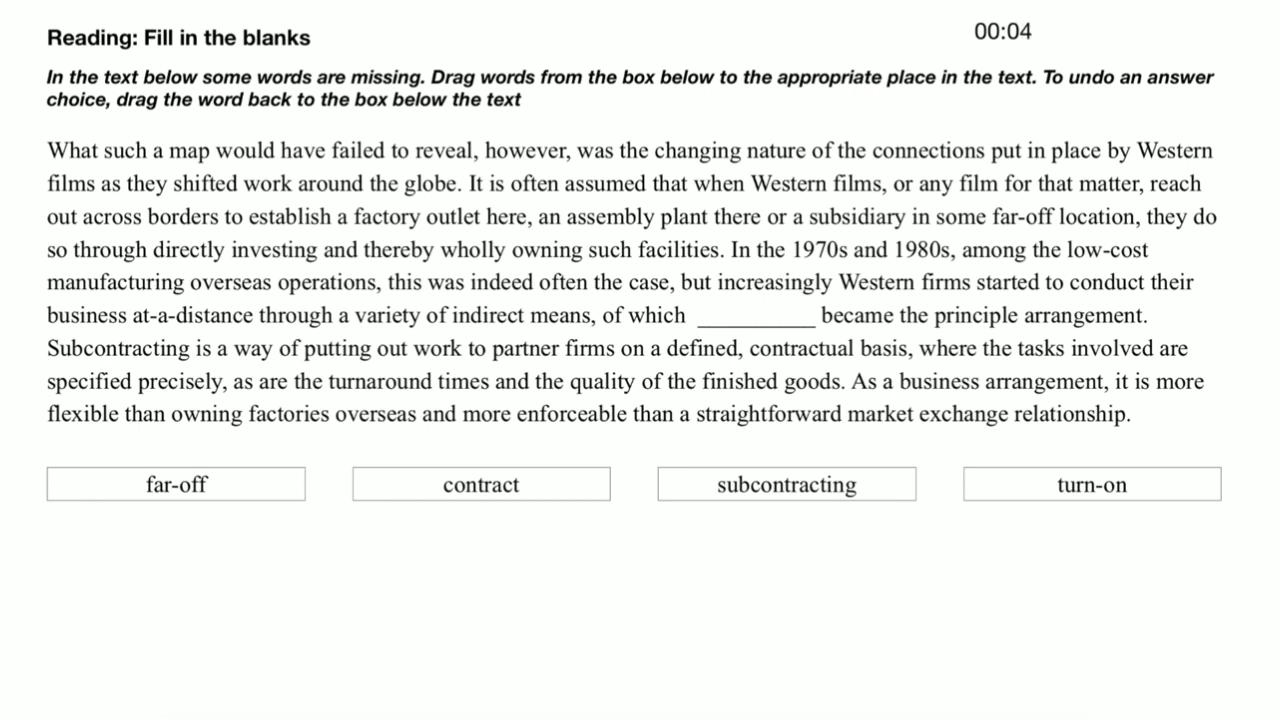 Reading: Fill in the blanks
00:04
In the text below some words are missing. Drag words from the box below to the appropriate place in the text. To undo an answer
choice, drag the word back to the box below the text
What such a map would have failed to reveal, however, was the changing nature of the connections put in place by Western
films as they shifted work around the globe. It is often assumed that when Western films, or any film for that matter, reach
out across borders to establish a factory outlet here, an assembly plant there or a subsidiary in some far-off location, they do
so through directly investing and thereby wholly owning such facilities. In the 1970s and 1980s, among the low-cost
manufacturing overseas operations, this was indeed often the case, but increasingly Western firms started to conduct their
business at-a-distance through a variety of indirect means, of which __________ became the principle arrangement.
Subcontracting is a way of putting out work to partner firms on a defined, contractual basis, where the tasks involved are
specified precisely, as are the turnaround times and the quality of the finished goods. As a business arrangement, it is more
flexible than owning factories overseas and more enforceable than a straightforward market exchange relationship.
far-off
contract
subcontracting
turn-on